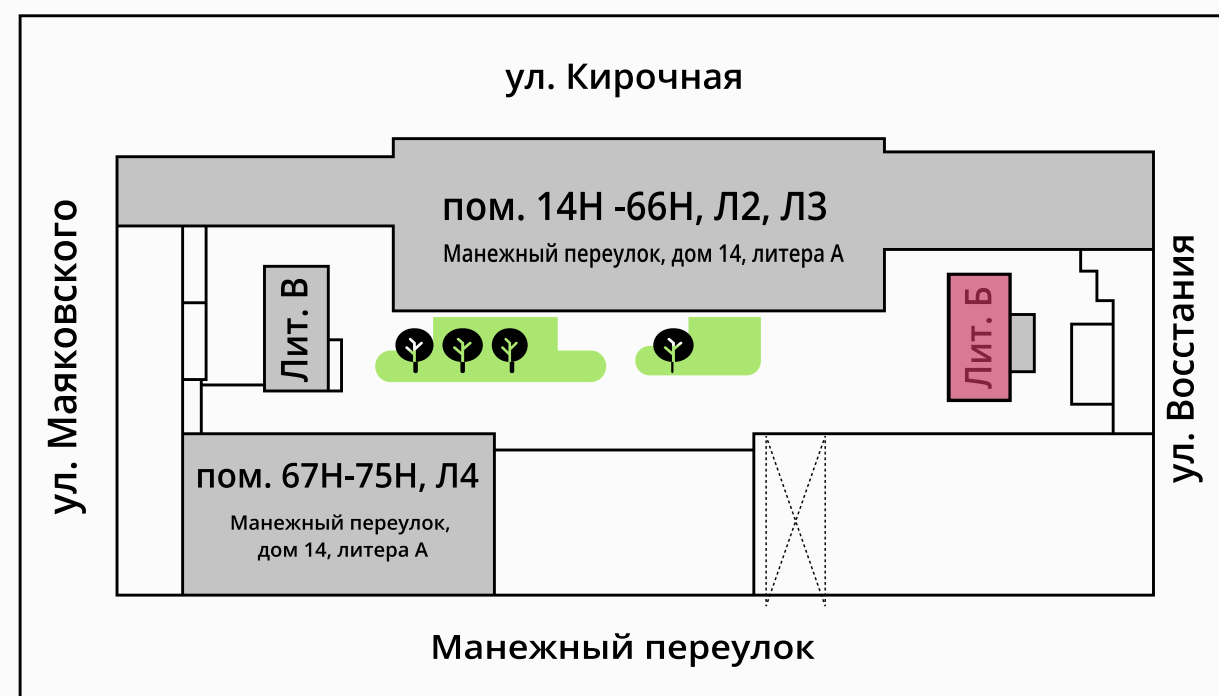 ул. Кирочная
пом. 14Н -66Н, Л2, Л3
Манежный переулок, дом 14, литера А
ул. Маяковского
Лит. В
Лит. Б
ул. Восстания
пом. 67Н-75Н, Л4
Манежный переулок,
дом 14, литера А
Манежный переулок